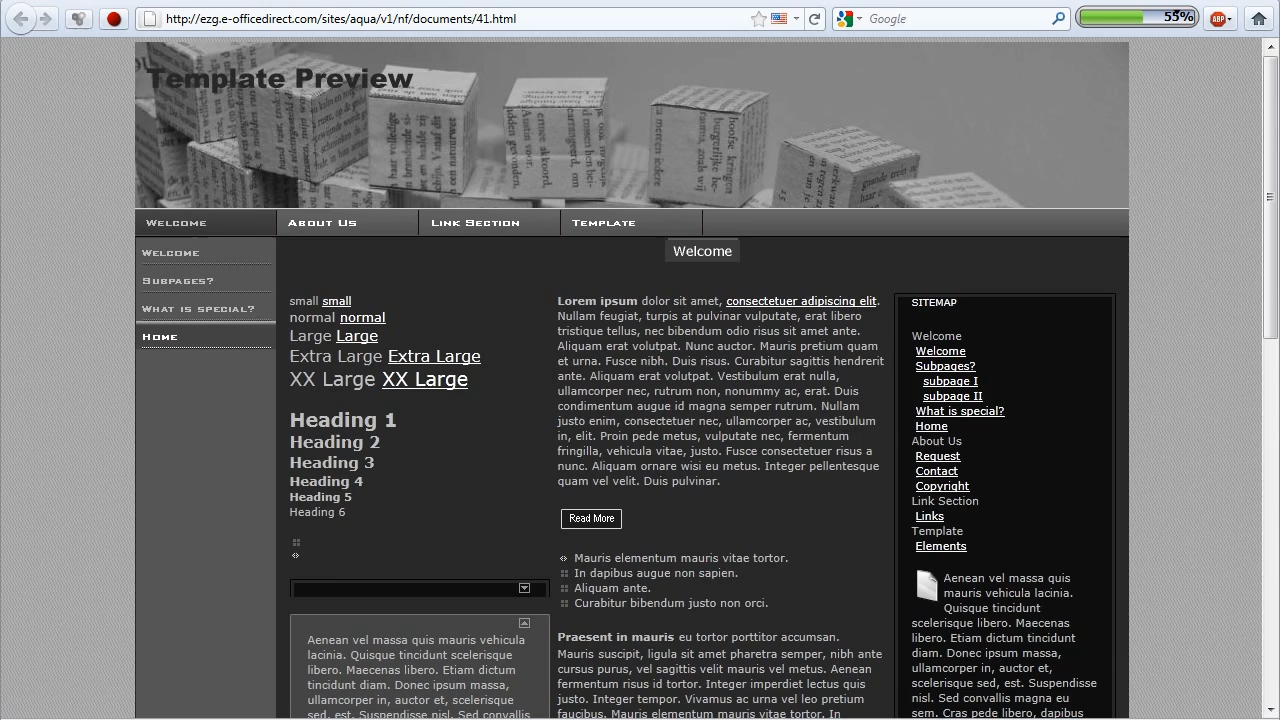 http://ezg.e-officedirect.com/sites/aqua/v1/nf/documents/41.html
Google
55%
ABP
Template Preview
Welcome
About Us
Link Section
Template
Welcome
Welcome
Subpages?
What is special?
Home
small small
normal normal
Large Large
Extra Large Extra Large
XX Large XX Large
Heading 1
Heading 2
Heading 3
Heading 4
Heading 5
Heading 6
Aenean vel massa quis mauris vehicula
lacinia. Quisque tincidunt scelerisque
libero. Maecenas libero. Etiam dictum
tincidunt diam. Donec ipsum massa,
ullamcorper in, auctor et, scelerisque
sed, est. Suspendisse nisl. Sed convallis
Lorem ipsum dolor sit amet, consectetuer adipiscing elit.
Nullam feugiat, turpis at pulvinar vulputate, erat libero
tristique tellus, nec bibendum odio risus sit amet ante.
Aliquam erat volutpat. Nunc auctor. Mauris pretium quam
et urna. Fusce nibh. Duis risus. Curabitur sagittis hendrerit
ante. Aliquam erat volutpat. Vestibulum erat nulla,
ullamcorper nec, rutrum non, nonummy ac, erat. Duis
condimentum augue id magna semper rutrum. Nullam
justo enim, consectetuer nec, ullamcorper ac, vestibulum
in, elit. Proin pede metus, vulputate nec, fermentum
fringilla, vehicula vitae, justo. Fusce consectetuer risus a
nunc. Aliquam ornare wisi eu metus. Integer pellentesque
quam vel velit. Duis pulvinar.
Read More
Mauris elementum mauris vitae tortor.
In dapibus augue non sapien.
Aliquam ante.
Curabitur bibendum justo non orci.
Praesent in mauris eu tortor porttitor accumsan.
Mauris suscipit, ligula sit amet pharetra semper, nibh ante
cursus purus, vel sagittis velit mauris vel metus. Aenean
fermentum risus id tortor. Integer imperdiet lectus quis
justo. Integer tempor. Vivamus ac urna vel leo pretium
faucibus. Mauris elementum mauris vitae tortor. In
SITEMAP
Welcome
Welcome
Subpages?
subpage I
subpage II
What is special?
Home
About Us
Request
Contact
Copyright
Link Section
Links
Template
Elements
Aenean vel massa quis
mauris vehicula lacinia.
Quisque tincidunt
scelerisque libero. Maecenas
libero. Etiam dictum tincidunt
diam. Donec ipsum massa,
ullamcorper in, auctor et,
scelerisque sed, est. Suspendisse
nisl. Sed convallis magna eu
sem. Cras pede libero, dapibus